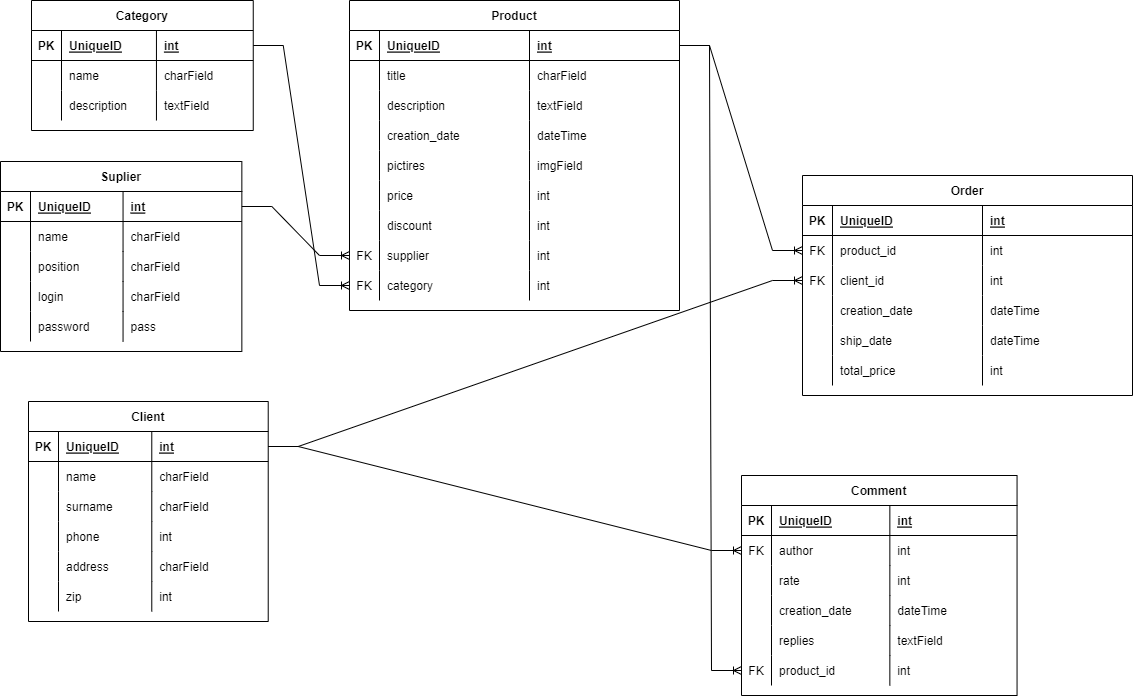 Category
PK UniqueID int
name charField
description textField
Product
PK UniqueID int
title charField
description textField
creation_date dateTime
pictires imgField
price int
discount int
FK supplier int
FK category int
Suplier
PK UniqueID int
name charField
position charField
login charField
password pass
Order
PK UniqueID int
FK product_id int
FK client_id int
creation_date dateTime
ship_date dateTime
total_price int
Client
PK UniqueID int
name charField
surname charField
phone int
address charField
zip int
Comment
PK UniqueID int
FK author int
rate int
creation_date dateTime
replies textField
FK product_id int